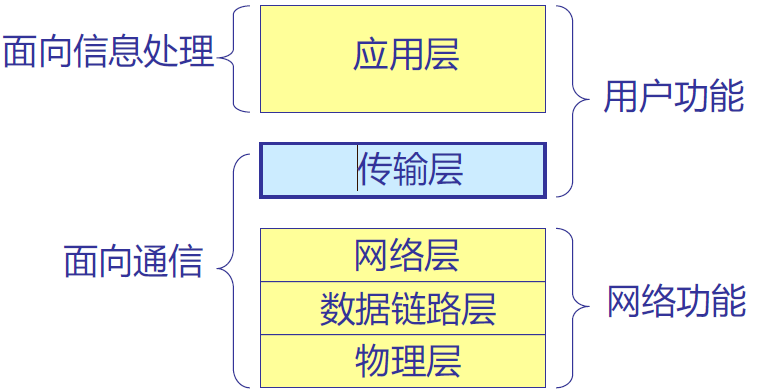 面向信息处理
应用层
用户功能
传输层
面向通信
网络层
数据链路层
物理层
网络功能